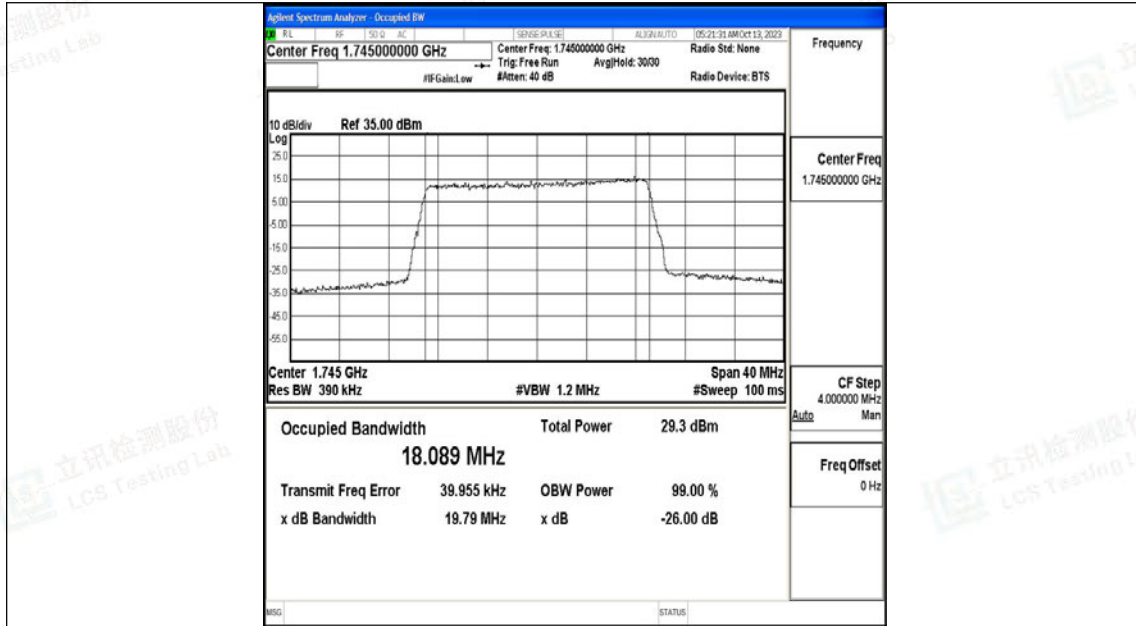 Agilent Spectrum Analyzer - Occupied BW
RL RF 50 Ω AC SENSE:PULSE ALIGN AUTO 05:21:31 AM Oct 13, 2023
Center Freq 1.745000000 GHz
Center Freq: 1.745000000 GHz
Radio Std: None
Trig: Free Run Avg|Hold: 30/30
#IFGain:Low
#Atten: 40 dB
Radio Device: BTS
Frequency
10 dB/div Ref 35.00 dBm
Log
25.0
15.0
5.00
-5.00
-15.0
-25.0
-35.0
-45.0
-55.0
Center 1.745 GHz Span 40 MHz
Res BW 390 kHz #VBW 1.2 MHz #Sweep 100 ms
Center Freq
1.745000000 GHz
CF Step
4.000000 MHz
Auto Man
Freq Offset
0 Hz
Occupied Bandwidth Total Power 29.3 dBm
18.089 MHz
Transmit Freq Error 39.955 kHz OBW Power 99.00 %
x dB Bandwidth 19.79 MHz x dB -26.00 dB
MSG STATUS
立讯检测股份
LCS Testing Lab